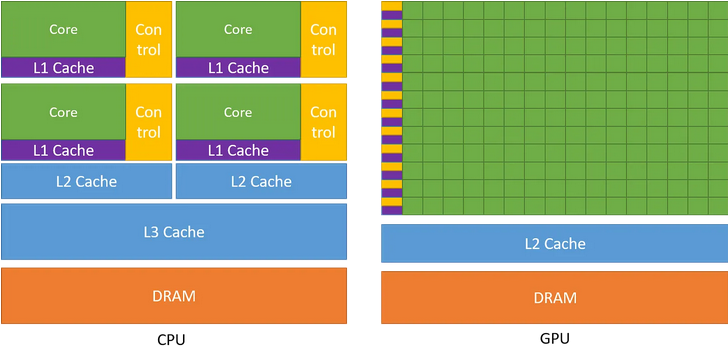 Core
Con
trol
L1 Cache
Core
Con
trol
L1 Cache
Core
Con
trol
L1 Cache
Core
Con
trol
L1 Cache
L2 Cache
L2 Cache
L3 Cache
DRAM
CPU
L2 Cache
DRAM
GPU